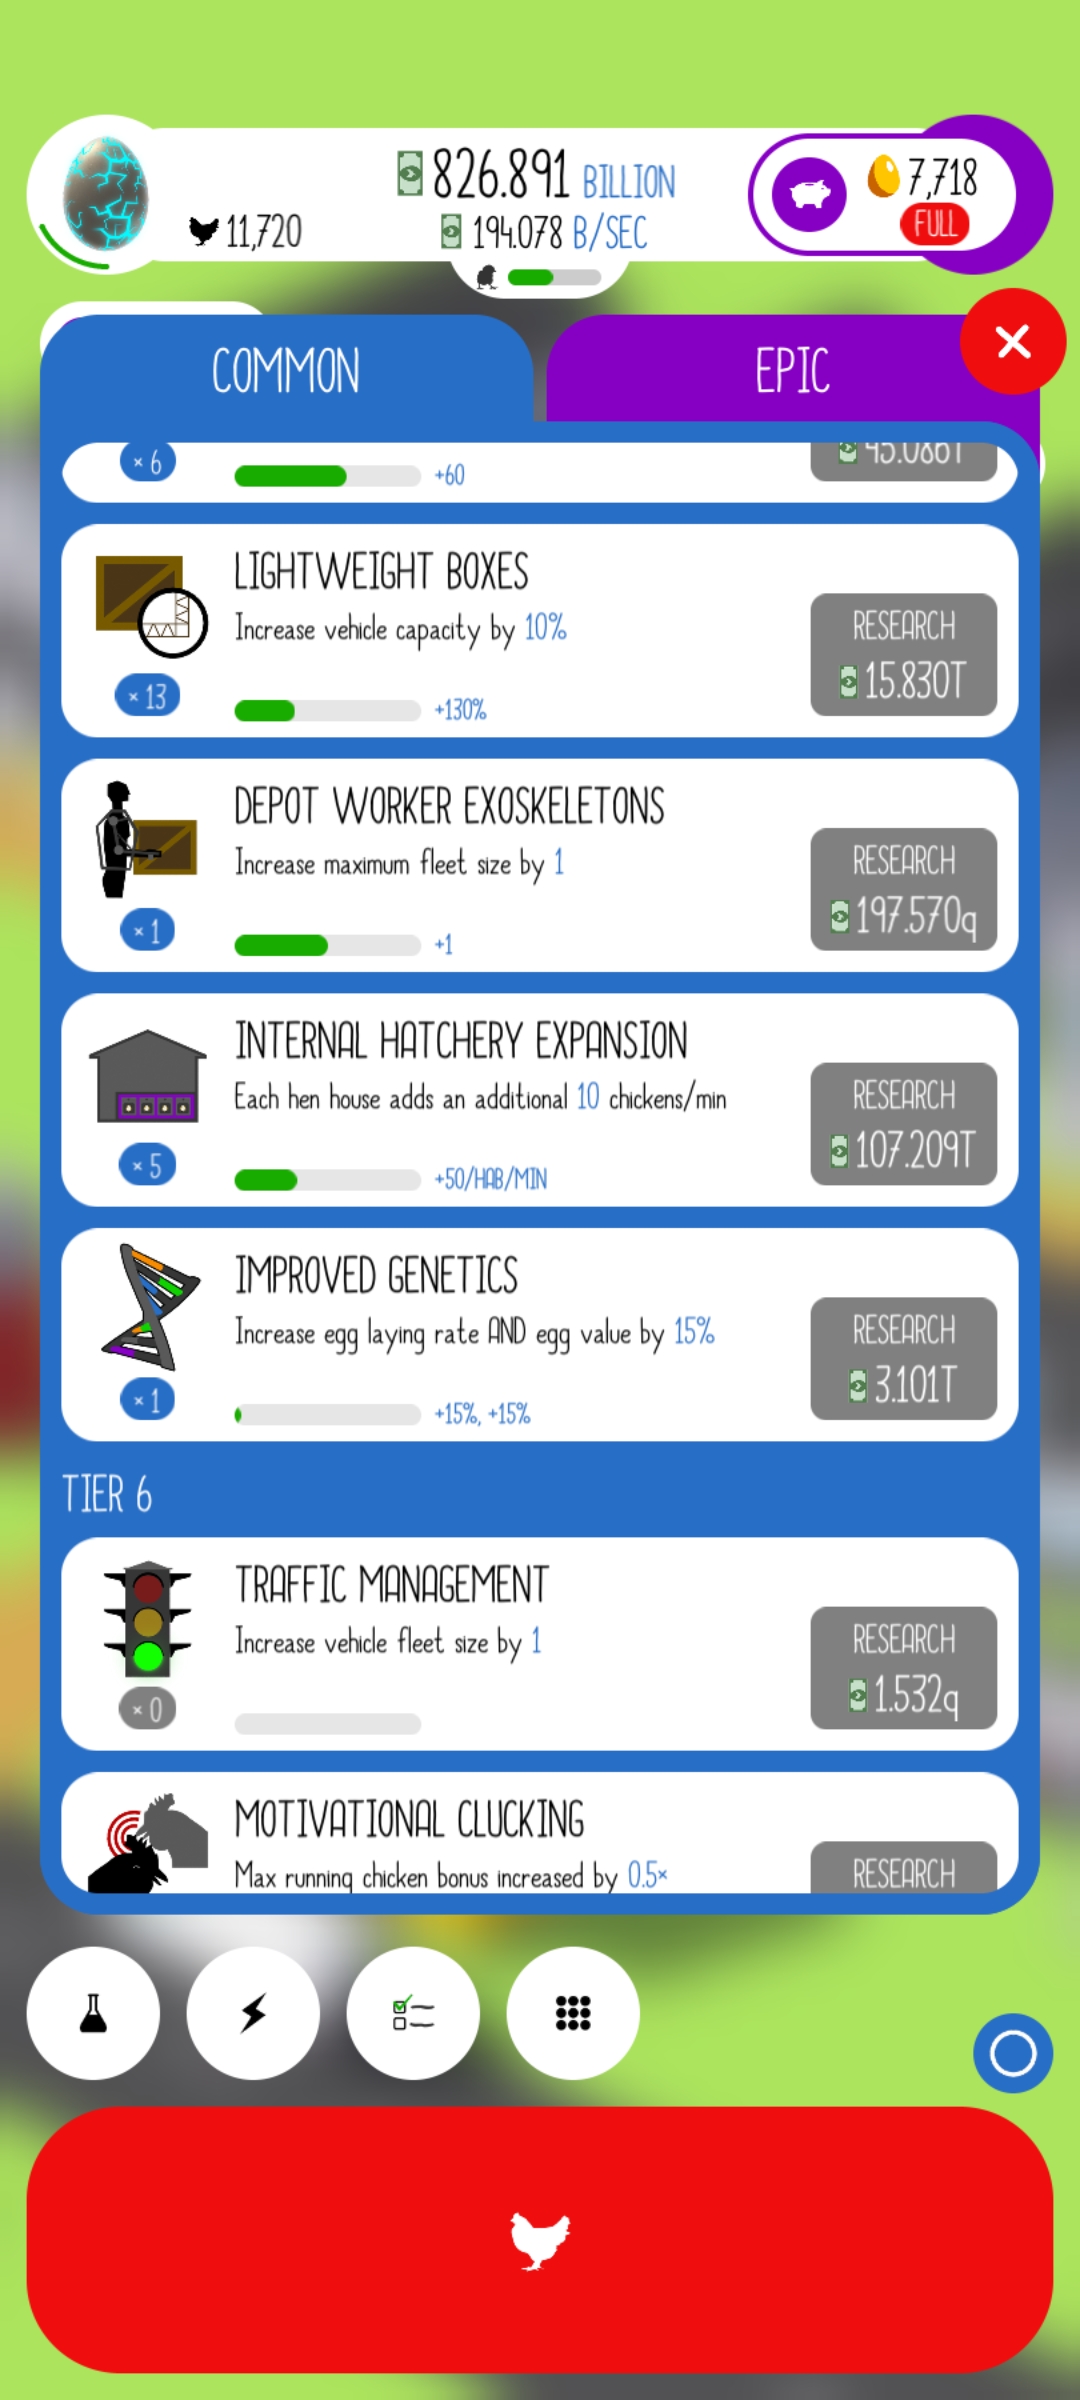 826.891 BILLION
11,720
194.078 B/SEC
7,718
FULL
COMMON
EPIC
× 6
+60
45.086T
LIGHTWEIGHT BOXES
Increase vehicle capacity by 10%
× 13
+130%
RESEARCH
15.830T
DEPOT WORKER EXOSKELETONS
Increase maximum fleet size by 1
× 1
+1
RESEARCH
197.570q
INTERNAL HATCHERY EXPANSION
Each hen house adds an additional 10 chickens/min
× 5
+50/HAB/MIN
RESEARCH
107.209T
IMPROVED GENETICS
Increase egg laying rate AND egg value by 15%
× 1
+15%, +15%
RESEARCH
3.101T
TIER 6
TRAFFIC MANAGEMENT
Increase vehicle fleet size by 1
× 0
RESEARCH
1.532q
MOTIVATIONAL CLUCKING
Max running chicken bonus increased by 0.5×
RESEARCH